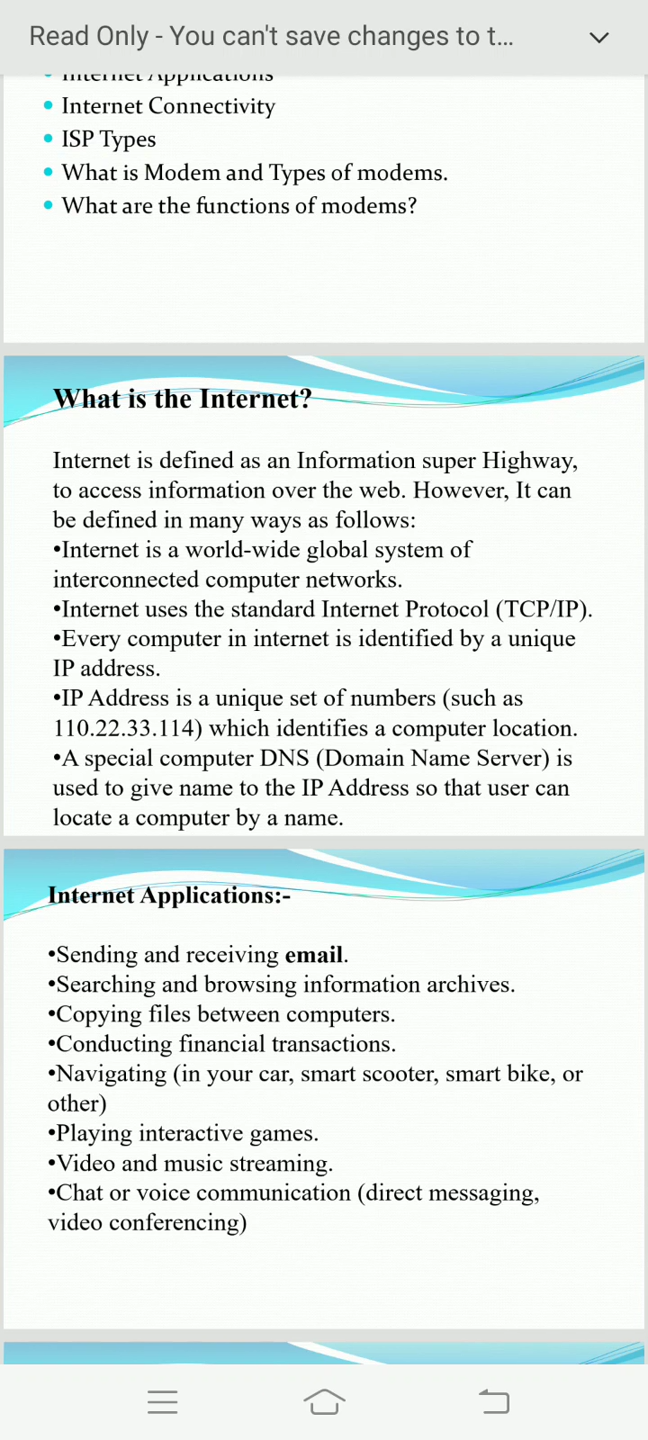 Read Only - You can't save changes to t...
• Internet Applications
• Internet Connectivity
• ISP Types
• What is Modem and Types of modems.
• What are the functions of modems?
What is the Internet?
Internet is defined as an Information super Highway,
to access information over the web. However, It can
be defined in many ways as follows:
•Internet is a world-wide global system of
interconnected computer networks.
•Internet uses the standard Internet Protocol (TCP/IP).
•Every computer in internet is identified by a unique
IP address.
•IP Address is a unique set of numbers (such as
110.22.33.114) which identifies a computer location.
•A special computer DNS (Domain Name Server) is
used to give name to the IP Address so that user can
locate a computer by a name.
Internet Applications:-
•Sending and receiving email.
•Searching and browsing information archives.
•Copying files between computers.
•Conducting financial transactions.
•Navigating (in your car, smart scooter, smart bike, or
other)
•Playing interactive games.
•Video and music streaming.
•Chat or voice communication (direct messaging,
video conferencing)